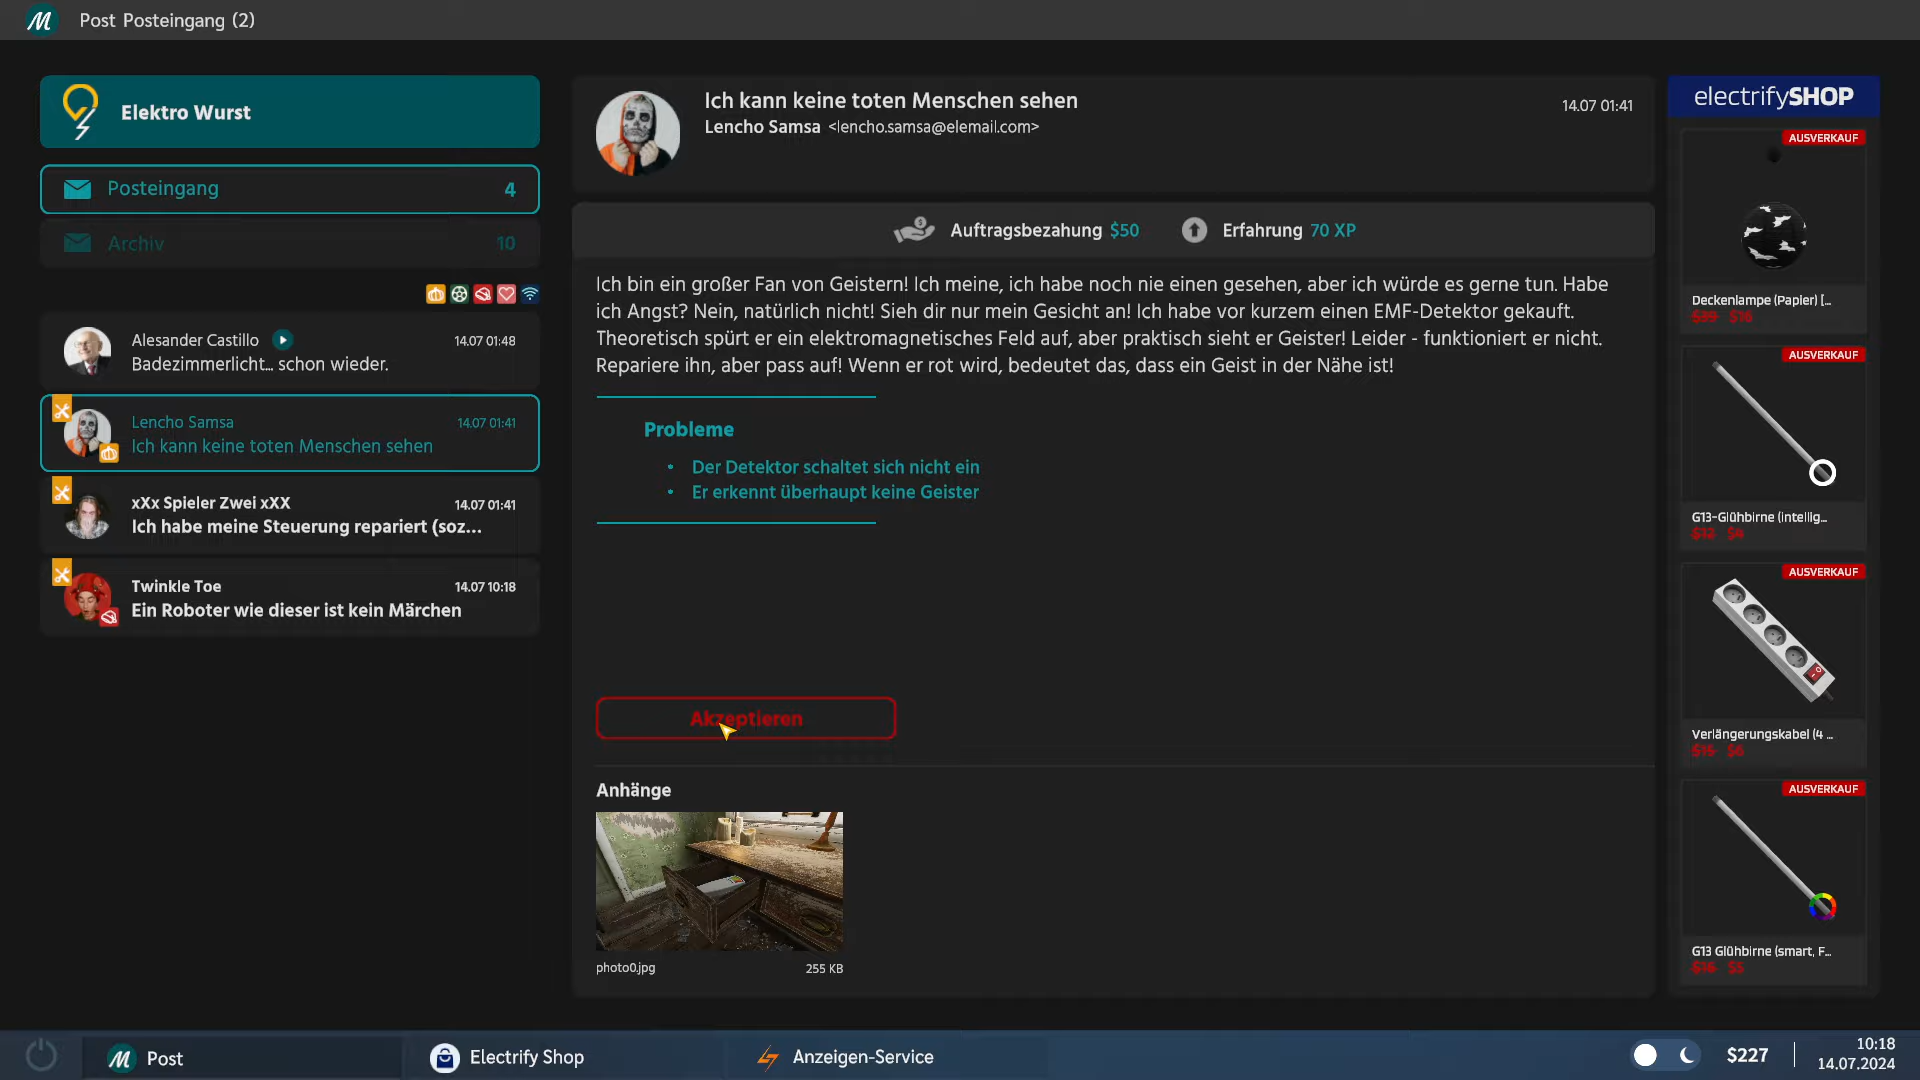 Post Posteingang (2)
Elektro Wurst
Posteingang 4
Archiv 10
Alesander Castillo 14.07 01:48
Badezimmerlicht... schon wieder.
Lencho Samsa 14.07 01:41
Ich kann keine toten Menschen sehen
xXx Spieler Zwei xXX 14.07 01:41
Ich habe meine Steuerung repariert (soz...
Twinkle Toe 14.07 10:18
Ein Roboter wie dieser ist kein Märchen
Ich kann keine toten Menschen sehen
Lencho Samsa <lencho.samsa@elemail.com>
14.07 01:41
Auftragsbezahung $50 Erfahrung 70 XP
Ich bin ein großer Fan von Geistern! Ich meine, ich habe noch nie einen gesehen, aber ich würde es gerne tun. Habe
ich Angst? Nein, natürlich nicht! Sieh dir nur mein Gesicht an! Ich habe vor kurzem einen EMF-Detektor gekauft.
Theoretisch spürt er ein elektromagnetisches Feld auf, aber praktisch sieht er Geister! Leider - funktioniert er nicht.
Repariere ihn, aber pass auf! Wenn er rot wird, bedeutet das, dass ein Geist in der Nähe ist!
Probleme
• Der Detektor schaltet sich nicht ein
• Er erkennt überhaupt keine Geister
Akzeptieren
Anhänge
photo0.jpg 255 KB
electrifySHOP
AUSVERKAUF
Deckenlampe (Papier) [...
$39 $16
AUSVERKAUF
G13-Glühbirne (intellig...
$12 $4
AUSVERKAUF
Verlängerungskabel (4 ...
$15 $6
AUSVERKAUF
G13 Glühbirne (smart, F...
$16 $5
Post
Electrify Shop
Anzeigen-Service
$227
10:18
14.07.2024